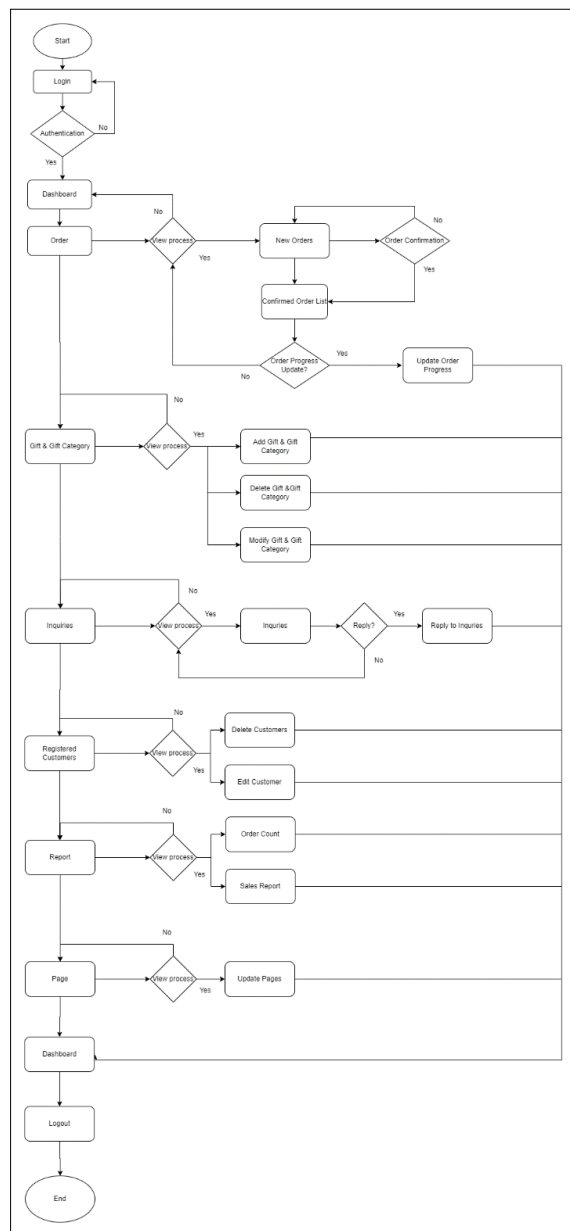 Start
Login
Authentication
No
Yes
Dashboard
No
Order
View process
Yes
New Orders
Order Confirmation
No
Yes
Confirmed Order List
Order Progress
Update?
No
Yes
Update Order
Progress
No
Gift & Gift Category
View process
Yes
Add Gift & Gift
Category
Delete Gift &Gift
Category
Modify Gift & Gift
Category
No
Inquiries
View process
Yes
Inquries
Reply?
Yes
Reply to Inquries
No
No
Registered
Customers
View process
Yes
Delete Customers
Edit Customer
No
Report
View process
Yes
Order Count
Sales Report
No
Page
View process
Yes
Update Pages
Dashboard
Logout
End